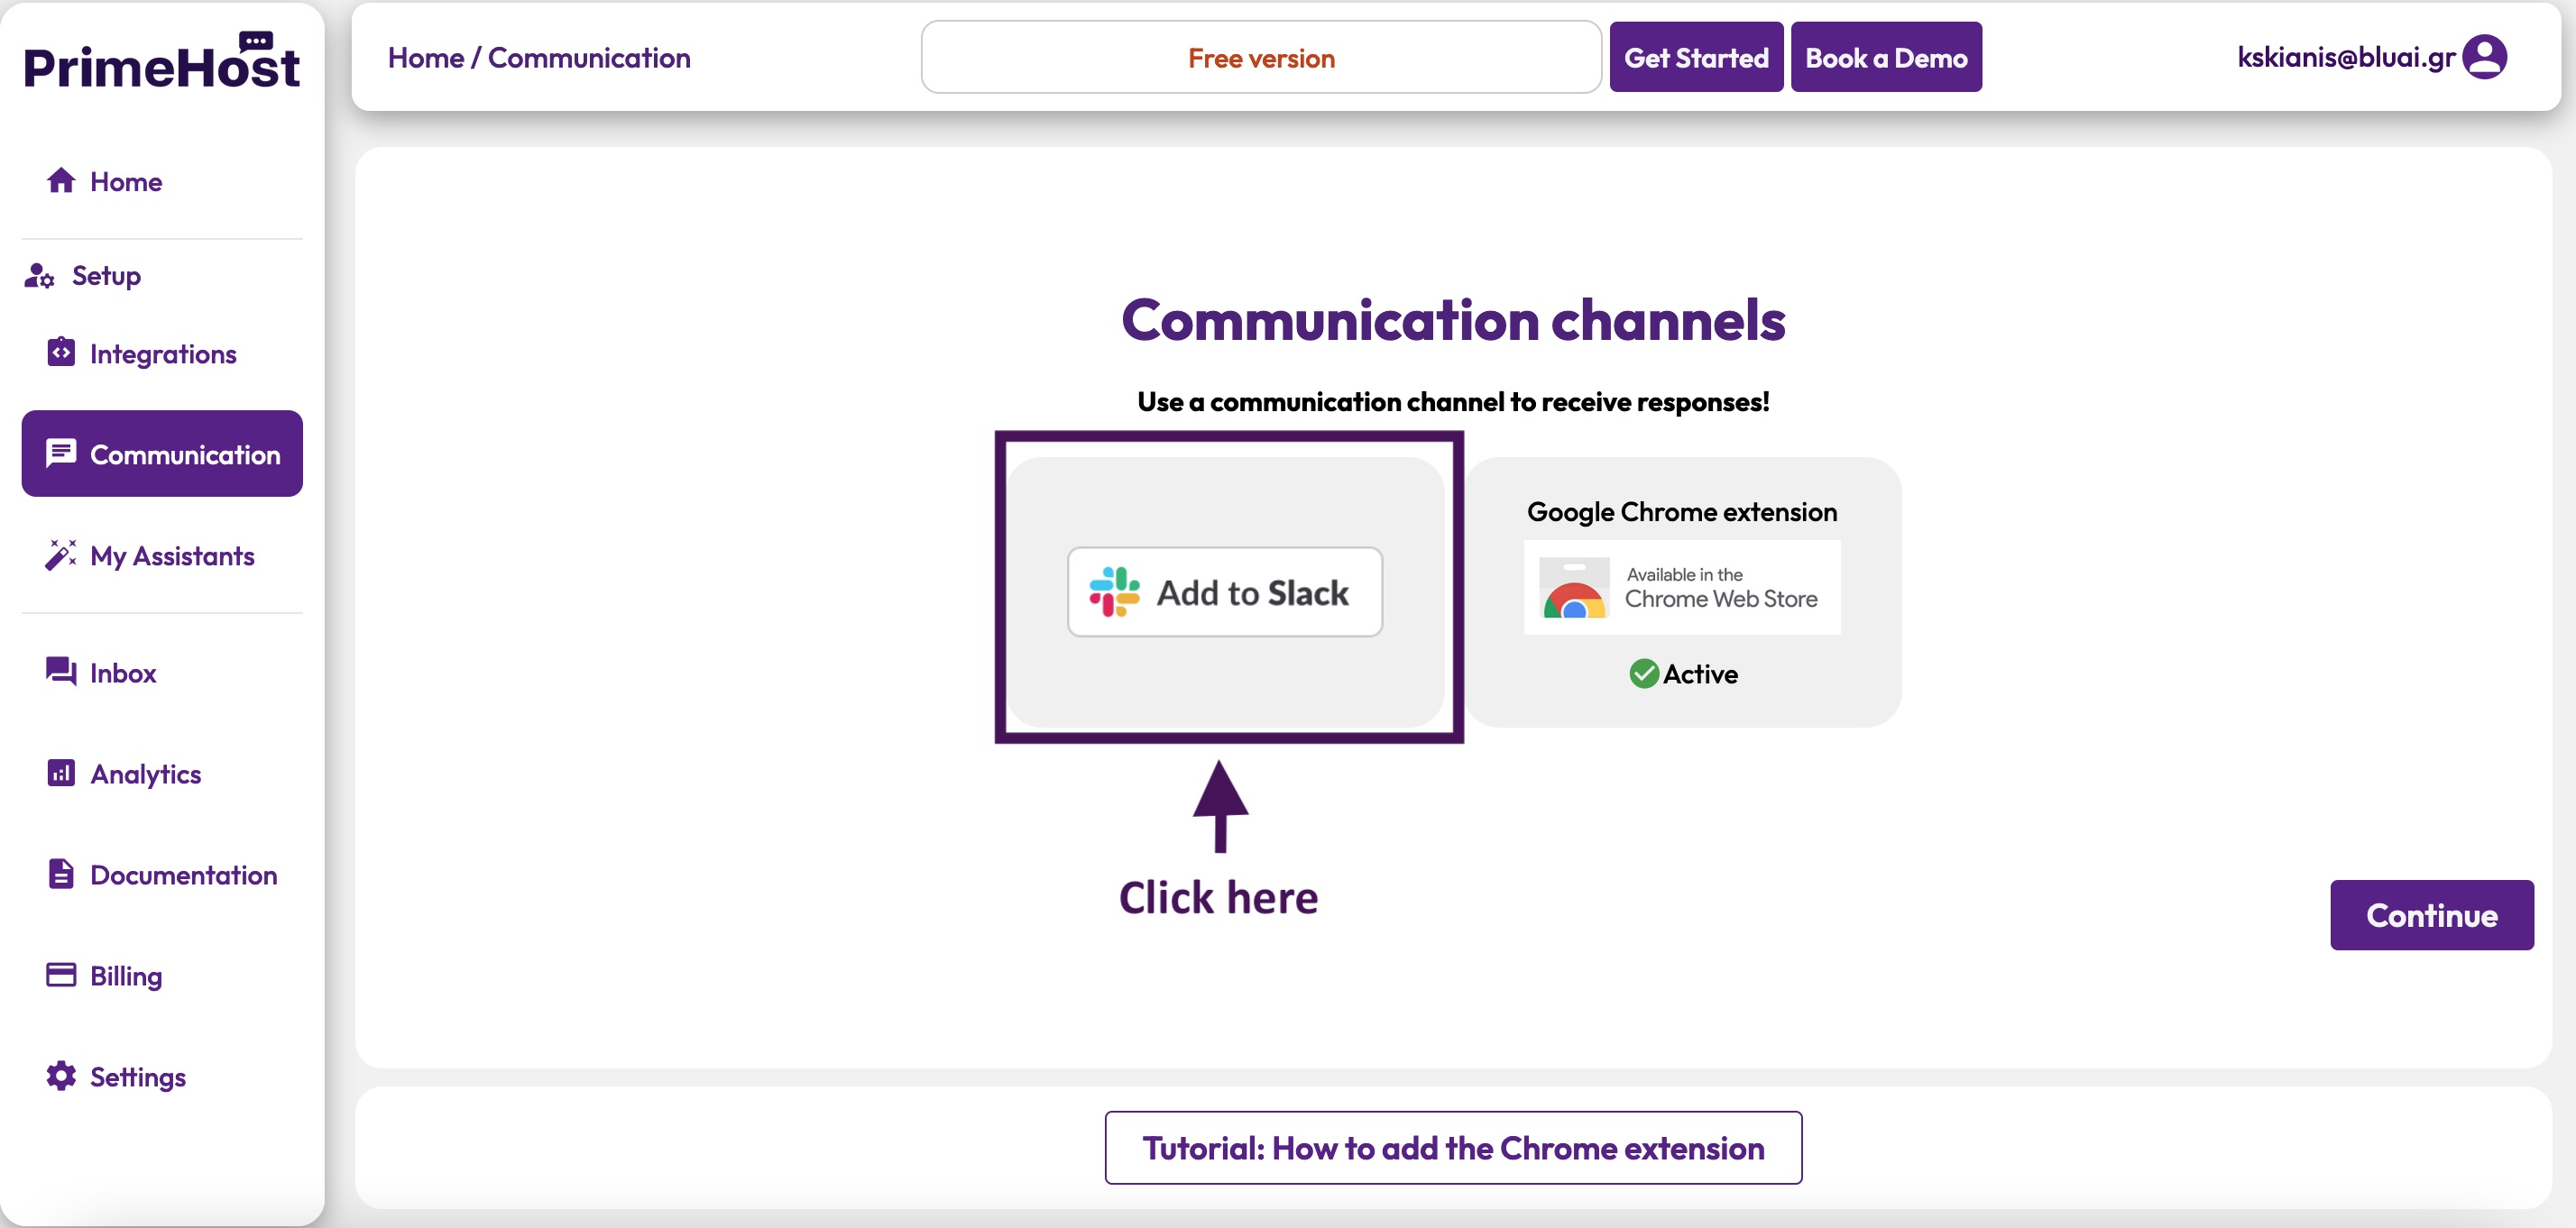 PrimeHost
Home / Communication
Free version
Get Started
Book a Demo
kskianis@bluai.gr
Home
Setup
Integrations
Communication
My Assistants
Inbox
Analytics
Documentation
Billing
Settings
Communication channels
Use a communication channel to receive responses!
Add to Slack
Google Chrome extension
Available in the
Chrome Web Store
Active
Click here
Continue
Tutorial: How to add the Chrome extension